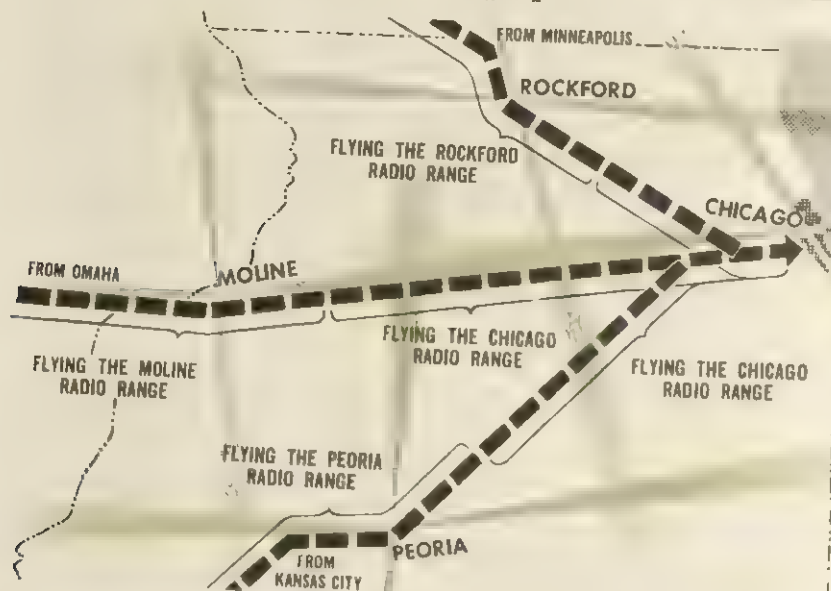 FROM MINNEAPOLIS
ROCKFORD
FLYING THE ROCKFORD
RADIO RANGE
CHICAGO
FROM OMAHA
MOLINE
FLYING THE MOLINE
RADIO RANGE
FLYING THE CHICAGO
RADIO RANGE
FLYING THE CHICAGO
RADIO RANGE
FLYING THE PEORIA
RADIO RANGE
PEORIA
FROM
KANSAS CITY